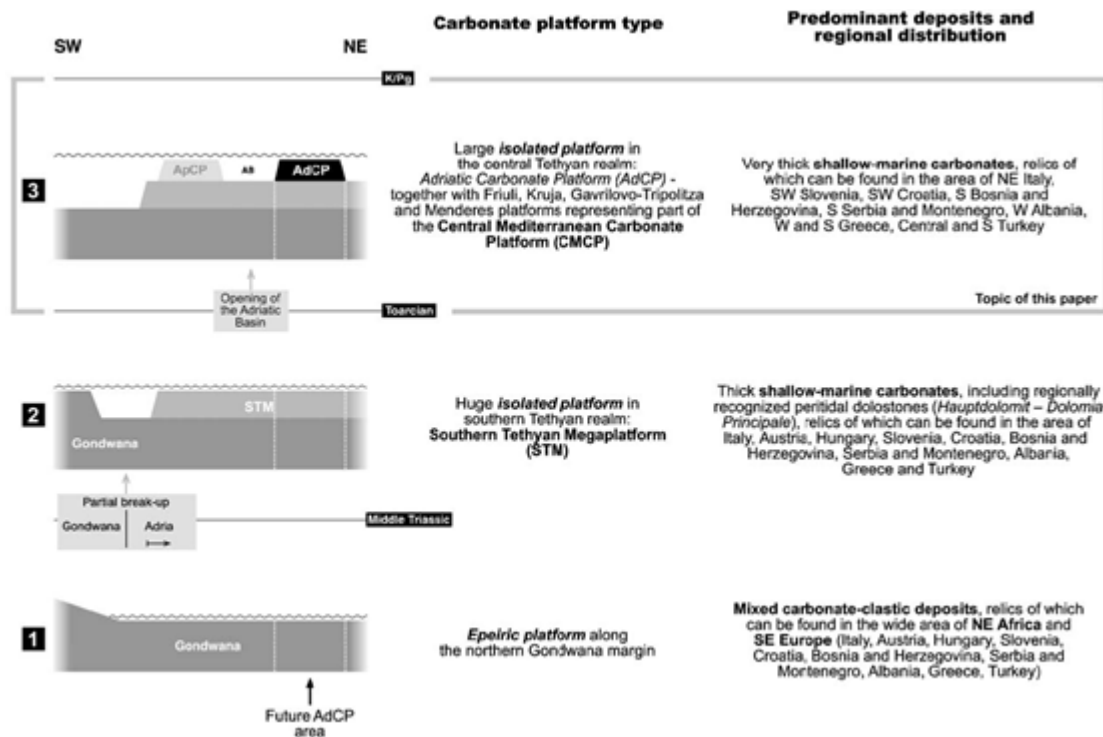 Carbonate platform type
Predominant deposits and
regional distribution
SW
NE
K/Pg
3
ApCP
AB
AdCP
Large isolated platform in
the central Tethyan realm:
Adriatic Carbonate Platform (AdCP) -
together with Friuli, Kruja, Gavrilovo-Tripolitza
and Menderes platforms representing part of
the Central Mediterranean Carbonate
Platform (CMCP)
Very thick shallow-marine carbonates, relics of
which can be found in the area of NE Italy,
SW Slovenia, SW Croatia, S Bosnia and
Herzegovina, S Serbia and Montenegro, W Albania,
W and S Greece, Central and S Turkey
Opening of
the Adriatic
Basin
Toarcian
Topic of this paper
2
STM
Gondwana
Huge isolated platform in
southern Tethyan realm:
Southern Tethyan Megaplatform
(STM)
Thick shallow-marine carbonates, including regionally
recognized peritidal dolostones (Hauptdolomit – Dolomia
Principale), relics of which can be found in the area of
Italy, Austria, Hungary, Slovenia, Croatia, Bosnia and
Herzegovina, Serbia and Montenegro, Albania,
Greece and Turkey
Partial break-up
Gondwana
Adria
Middle Triassic
1
Gondwana
Epeiric platform along
the northern Gondwana margin
Mixed carbonate-clastic deposits, relics of which
can be found in the wide area of NE Africa and
SE Europe (Italy, Austria, Hungary, Slovenia,
Croatia, Bosnia and Herzegovina, Serbia and
Montenegro, Albania, Greece, Turkey)
Future AdCP
area